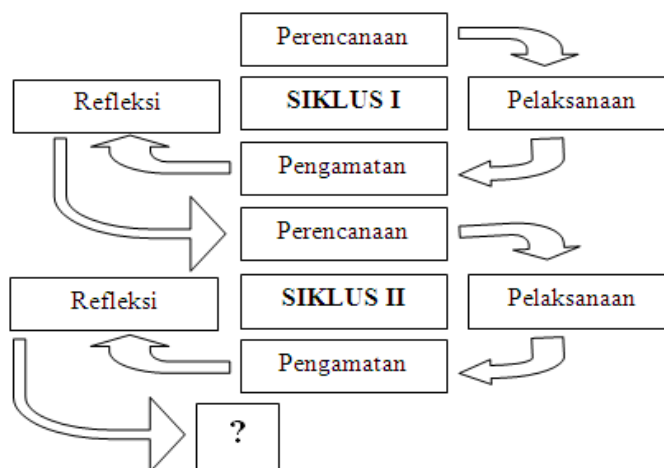 Perencanaan
Refleksi
SIKLUS I
Pelaksanaan
Pengamatan
Perencanaan
Refleksi
SIKLUS II
Pelaksanaan
Pengamatan
?